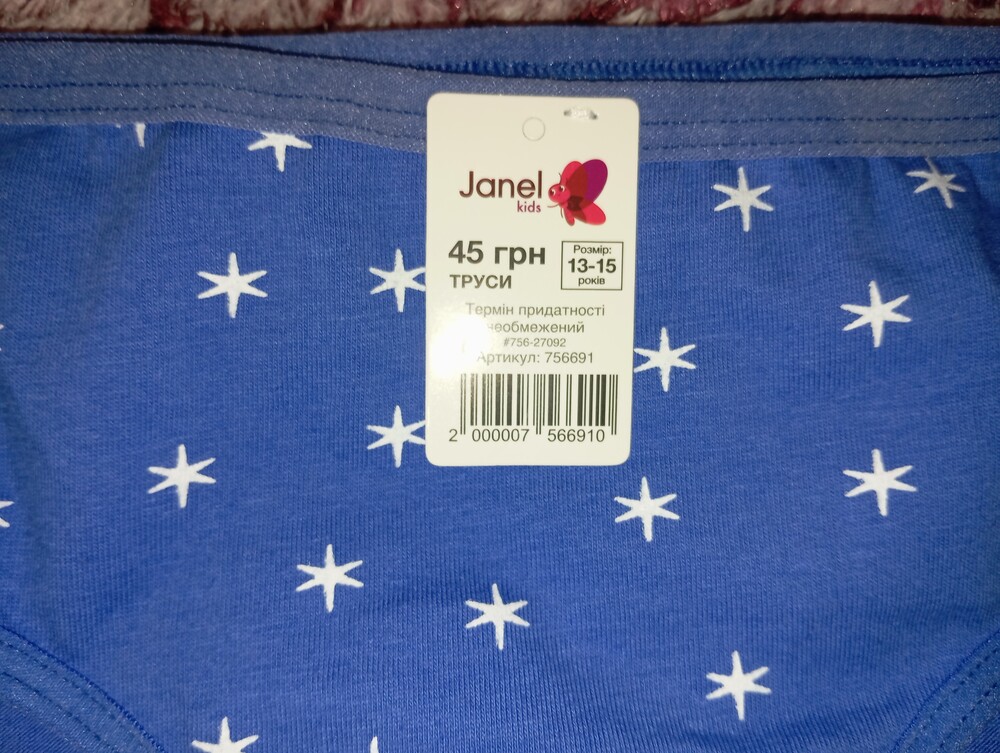 Janel
kids
45 грн
ТРУСИ
Розмір:
13-15
років
Термін придатності
необмежений
#756-27092
Артикул: 756691
2 000007 566910